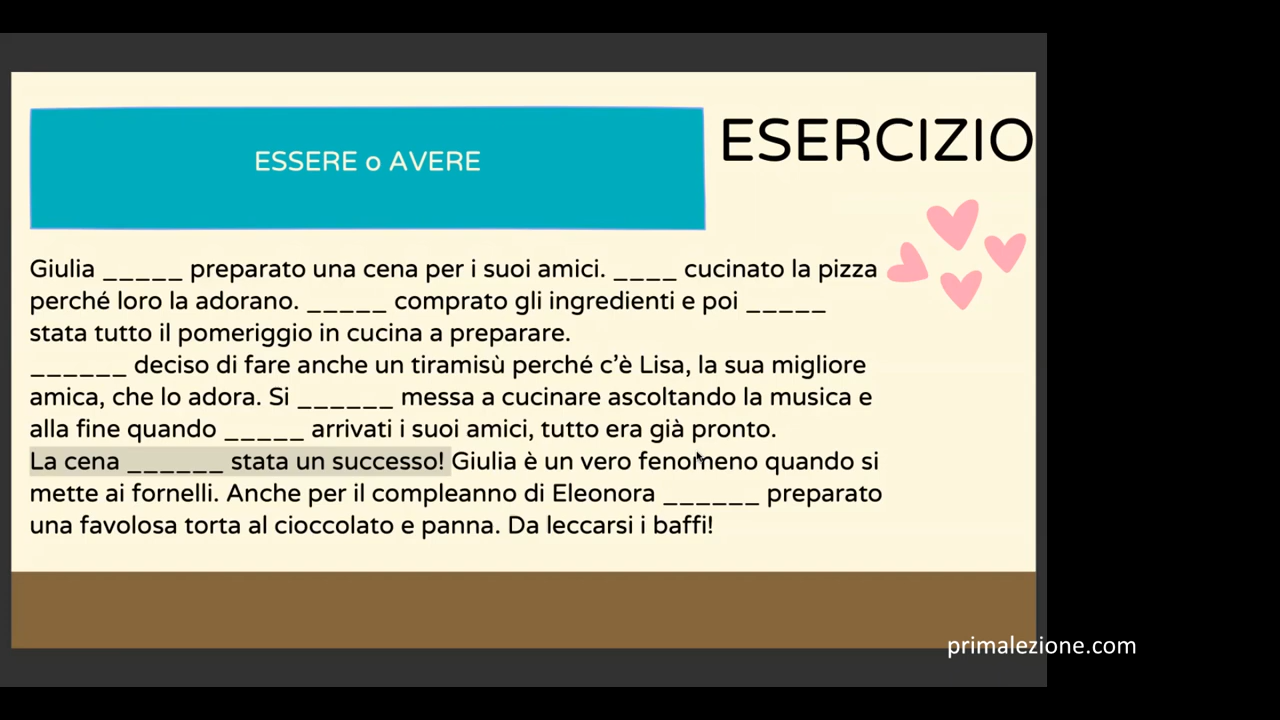 ESSERE o AVERE
ESERCIZIO
Giulia _____ preparato una cena per i suoi amici. ____ cucinato la pizza
perché loro la adorano. _____ comprato gli ingredienti e poi _____
stata tutto il pomeriggio in cucina a preparare.
______ deciso di fare anche un tiramisù perché c’è Lisa, la sua migliore
amica, che lo adora. Si ______ messa a cucinare ascoltando la musica e
alla fine quando _____ arrivati i suoi amici, tutto era già pronto.
La cena ______ stata un successo! Giulia è un vero fenomeno quando si
mette ai fornelli. Anche per il compleanno di Eleonora ______ preparato
una favolosa torta al cioccolato e panna. Da leccarsi i baffi!
primalezione.com